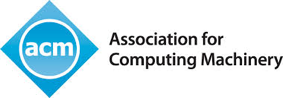 acm
Association for
Computing Machinery